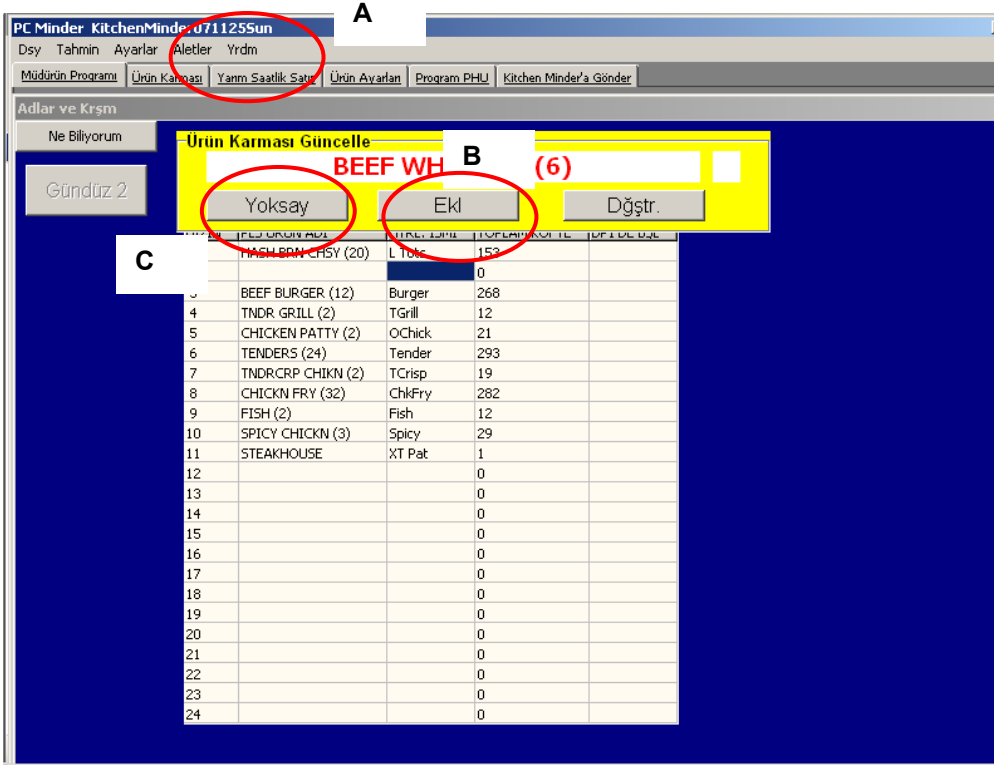 A
PC Minder KitchenMinder0711255un
Dsy Tahmin Ayarlar Aletler Yrdm
Müdürün Programı Ürün Karması Yarım Saatlik Satış Ürün Ayarları Program PHU Kitchen Minder'a Gönder
Adlar ve Krşm
Ne Biliyorum
Ürün Karması Güncelle
B
BEEF WH (6)
Gündüz 2
Yoksay Ekl Dğştr.
C
HASH BRN CHSY (20) L Tots 153
0
3 BEEF BURGER (12) Burger 268
4 TNDR GRILL (2) TGrill 12
5 CHICKEN PATTY (2) OChick 21
6 TENDERS (24) Tender 293
7 TNDRCRP CHIKN (2) TCrisp 19
8 CHICKN FRY (32) ChkFry 282
9 FISH (2) Fish 12
10 SPICY CHICKN (3) Spicy 29
11 STEAKHOUSE XT Pat 1
12 0
13 0
14 0
15 0
16 0
17 0
18 0
19 0
20 0
21 0
22 0
23 0
24 0